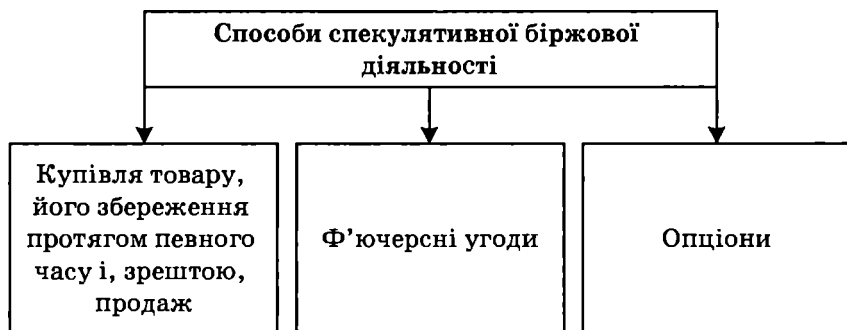 Способи спекулятивної біржової
діяльності
Купівля товару,
його збереження
протягом певного
часу і, зрештою,
продаж
Ф’ючерсні угоди
Опціони